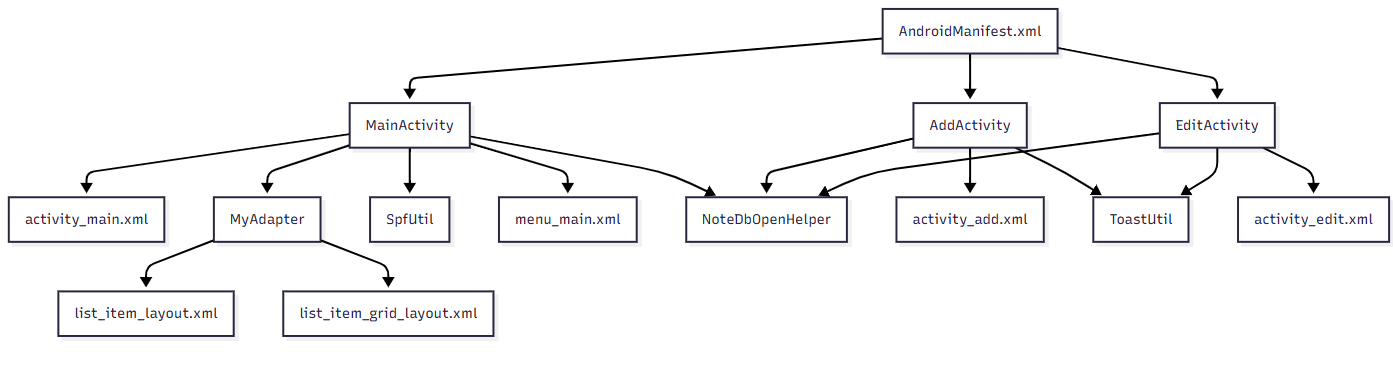 AndroidManifest.xml
MainActivity
AddActivity
EditActivity
activity_main.xml
MyAdapter
SpfUtil
menu_main.xml
NoteDbOpenHelper
activity_add.xml
ToastUtil
activity_edit.xml
list_item_layout.xml
list_item_grid_layout.xml